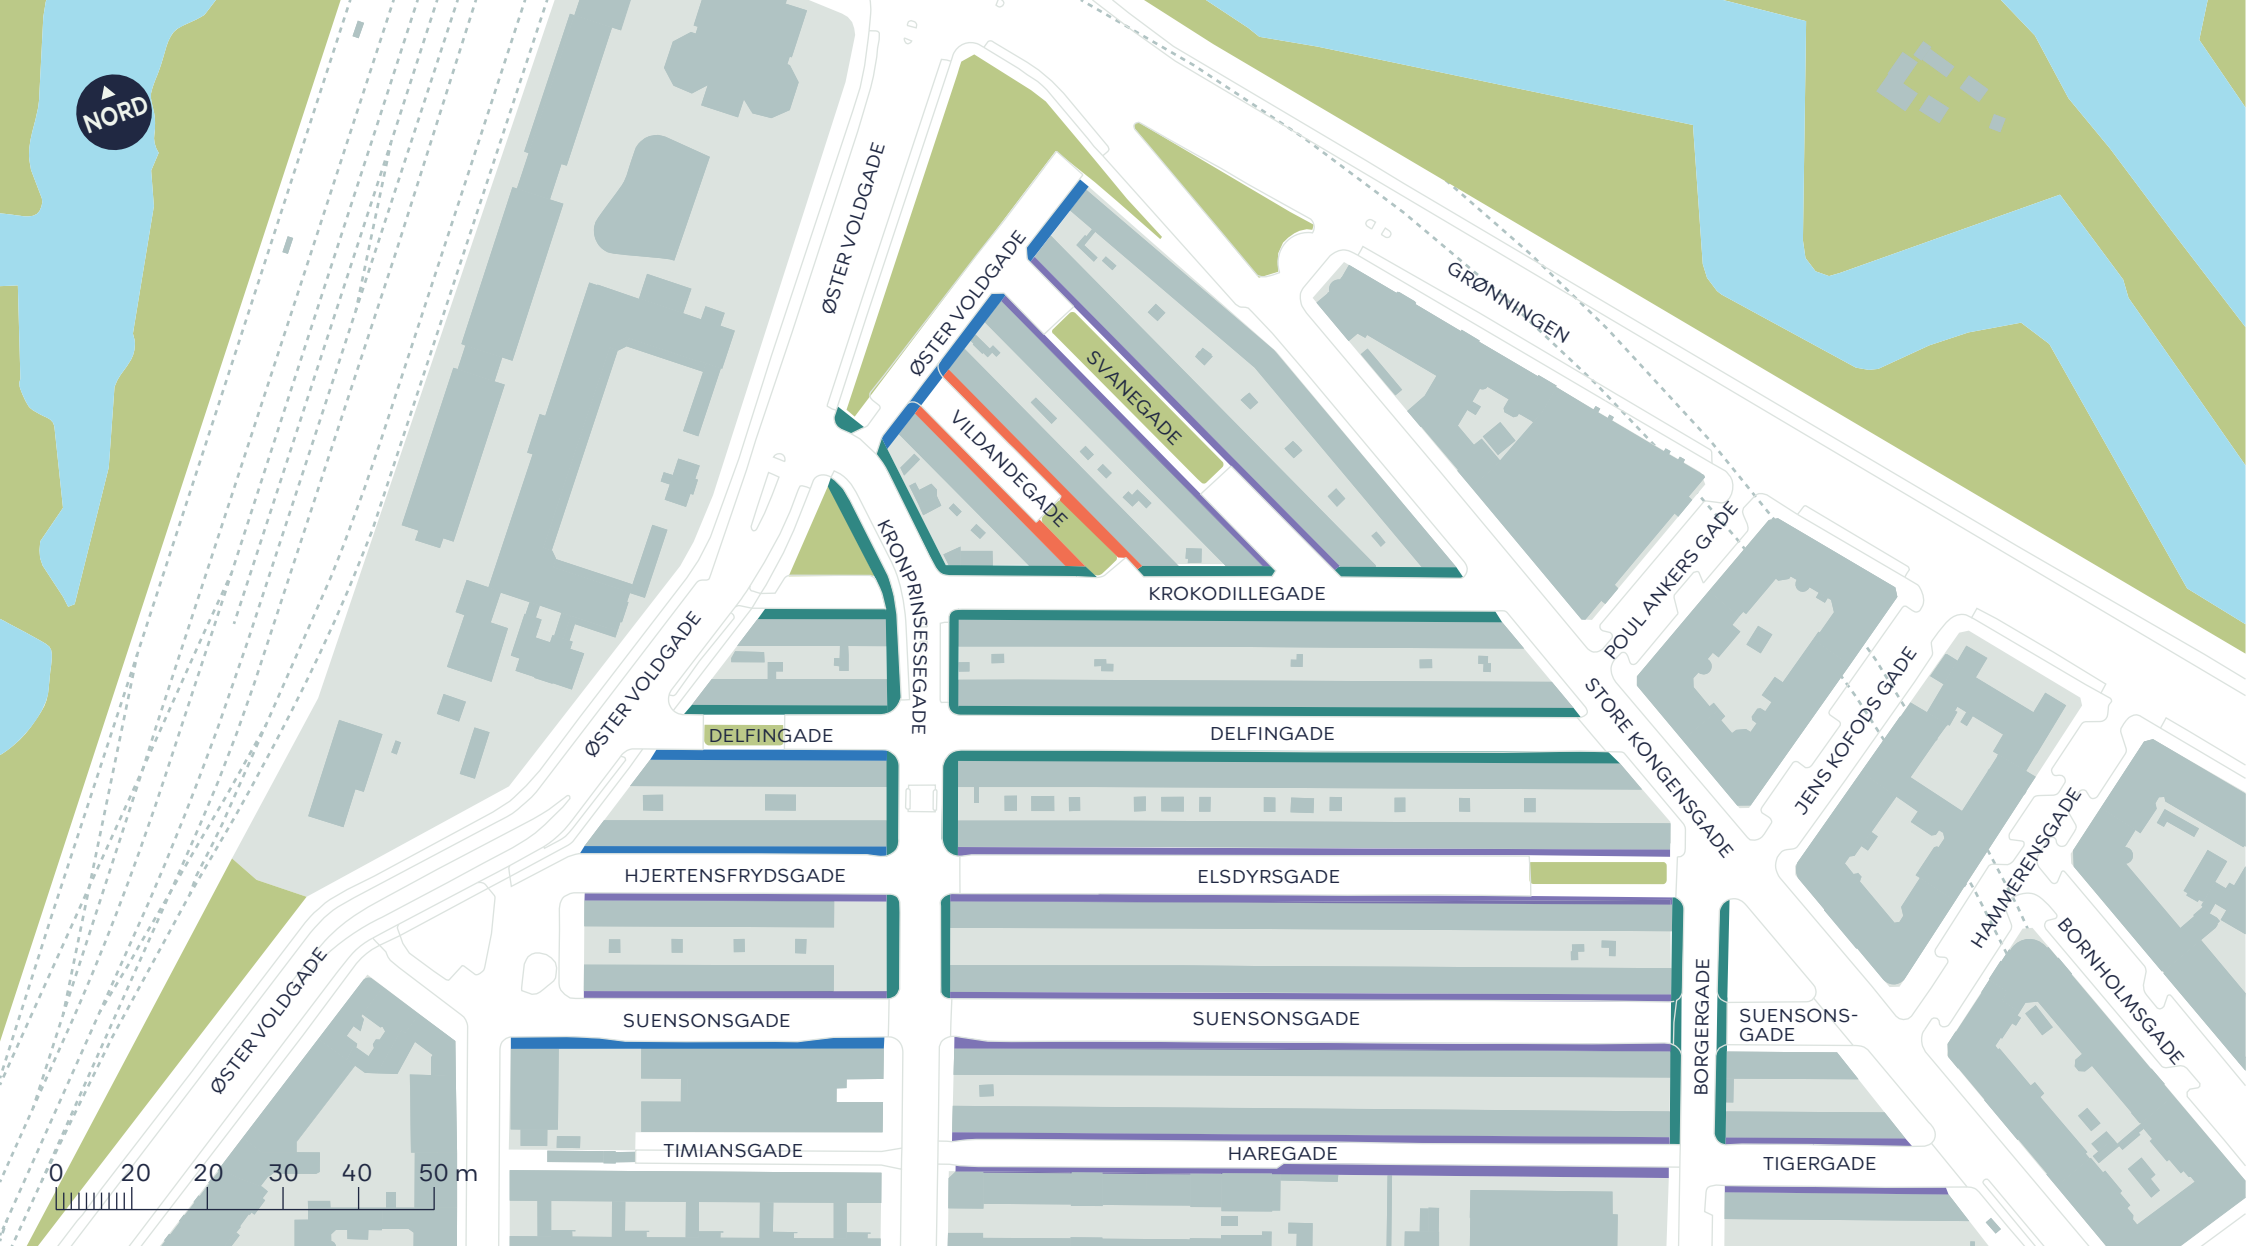 NORD
ØSTER VOLDGADE
ØSTER VOLDGADE
GRØNNINGEN
SVANEGADE
VILDANDEGADE
KRONPRINSESSEGADE
KROKODILLEGADE
POUL ANKERS GADE
ØSTER VOLDGADE
DELFINGADE
DELFINGADE
STORE KONGENSGADE
JENS KOFODS GADE
HJERTENSFRYDSGADE
ELSDYRSGADE
HAMMERENSGADE
BORNHOLMSGADE
ØSTER VOLDGADE
SUENSONSGADE
SUENSONSGADE
BORGERGADE
SUENSONS-
GADE
TIMIANSGADE
HAREGADE
TIGERGADE
0 20 20 30 40 50 m